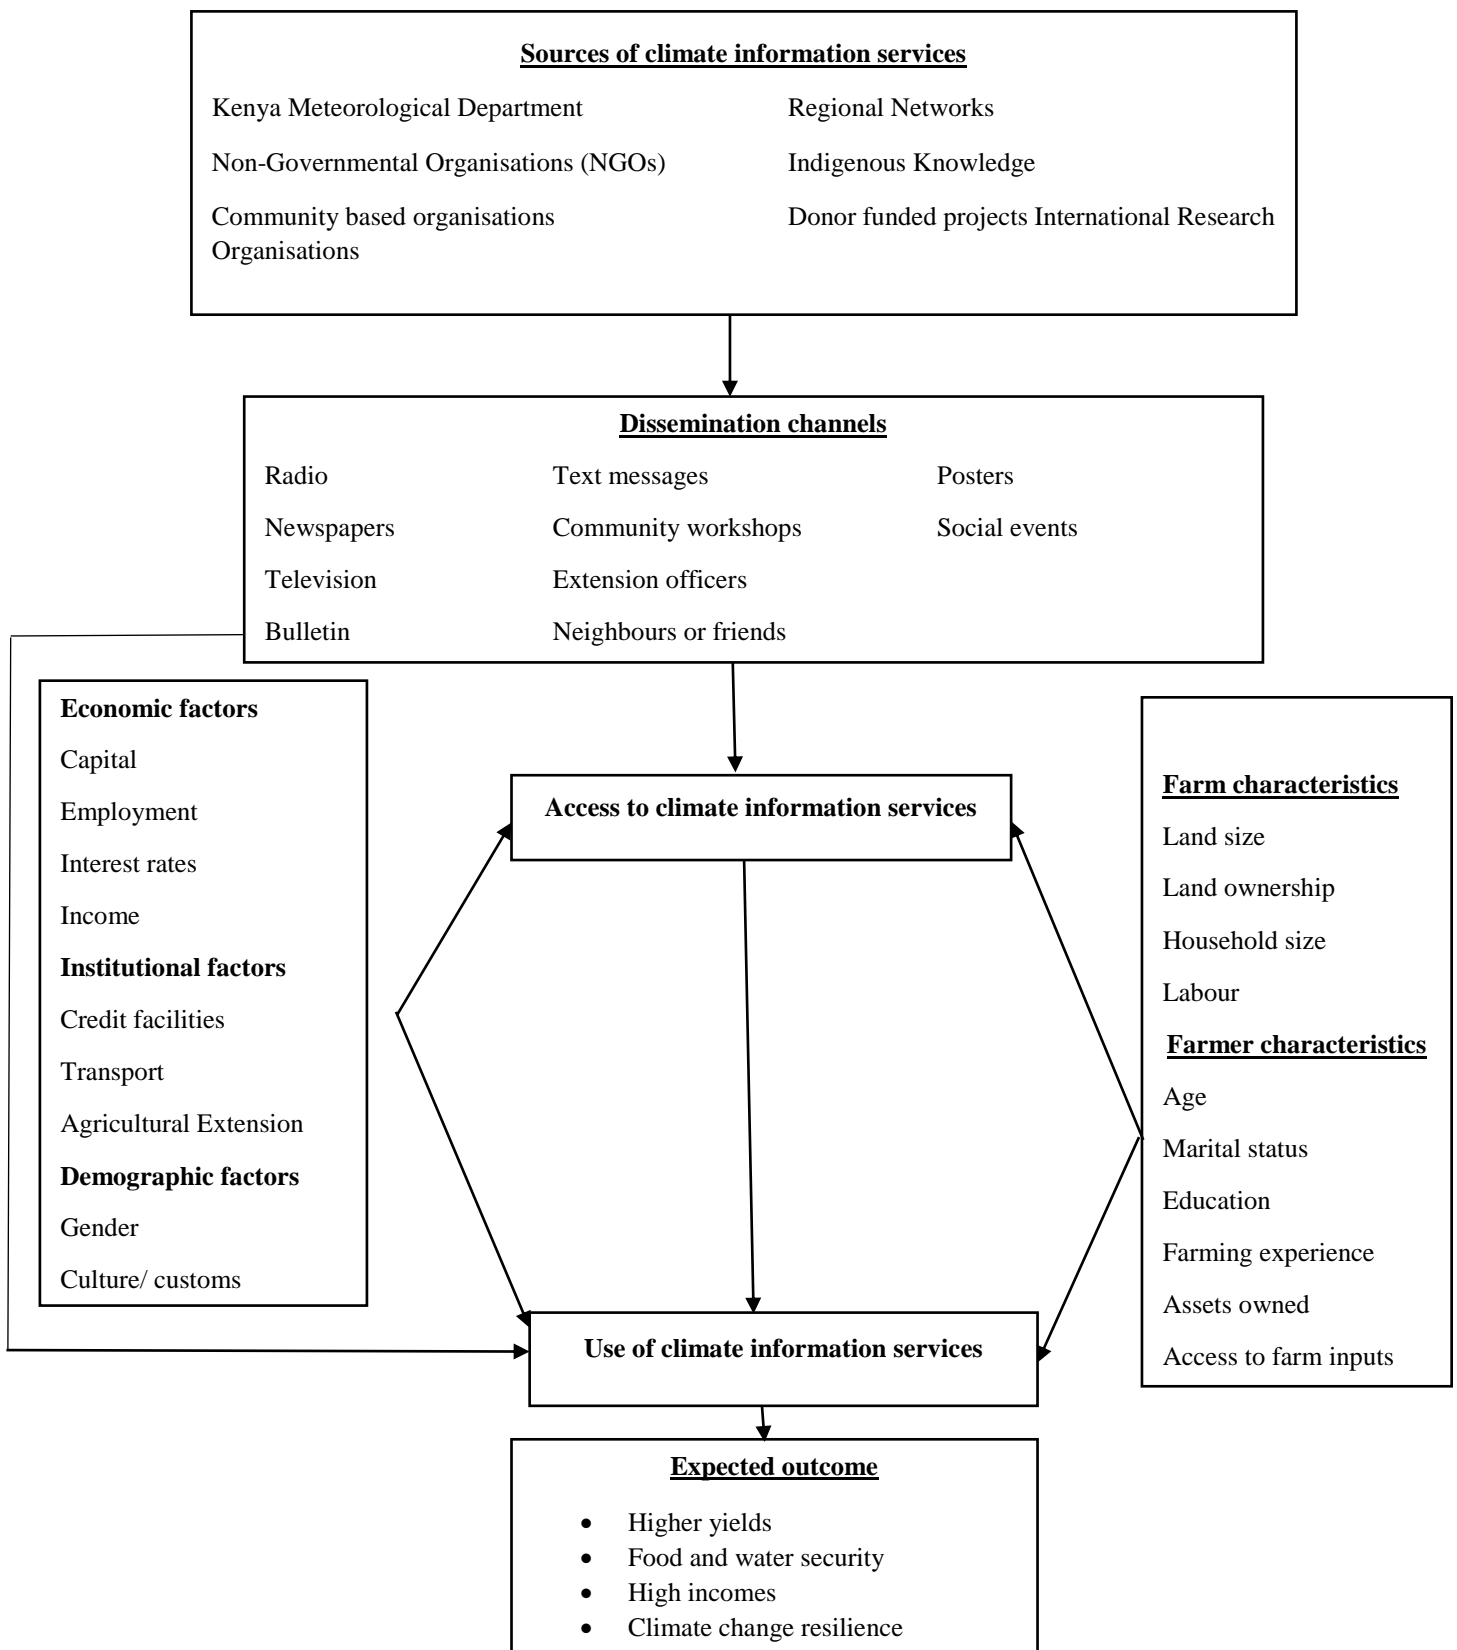 Sources of climate information services
Kenya Meteorological Department Regional Networks
Non-Governmental Organisations (NGOs) Indigenous Knowledge
Community based organisations Donor funded projects International Research
Organisations
Dissemination channels
Radio Text messages Posters
Newspapers Community workshops Social events
Television Extension officers
Bulletin Neighbours or friends
Economic factors
Capital
Employment
Interest rates
Income
Institutional factors
Credit facilities
Transport
Agricultural Extension
Demographic factors
Gender
Culture/ customs
Access to climate information services
Farm characteristics
Land size
Land ownership
Household size
Labour
Farmer characteristics
Age
Marital status
Education
Farming experience
Assets owned
Access to farm inputs
Use of climate information services
Expected outcome
• Higher yields
• Food and water security
• High incomes
• Climate change resilience